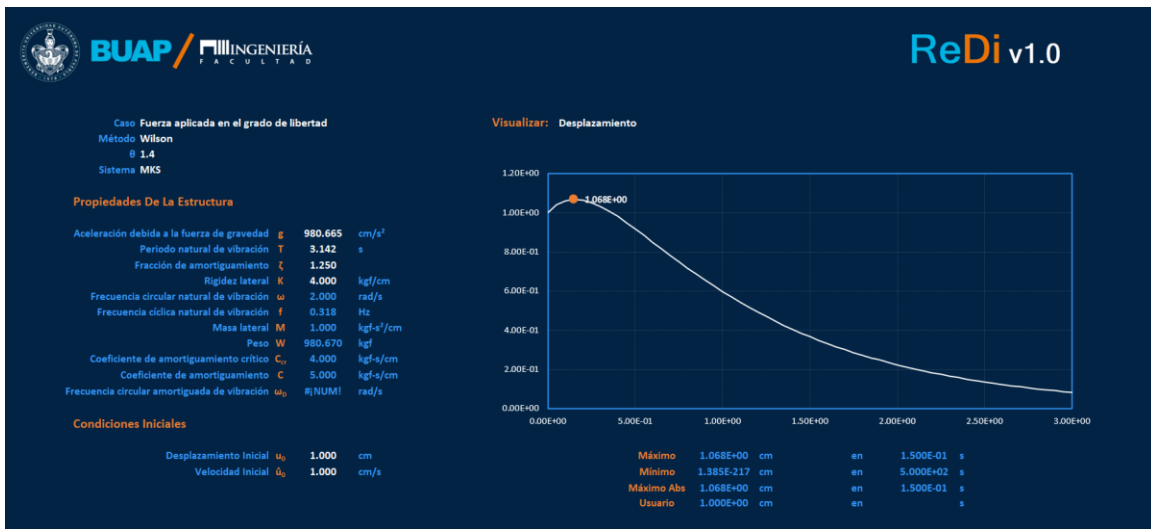 BUAP INGENIERÍA
FACULTAD
ReDi v1.0
Caso Fuerza aplicada en el grado de libertad
Método Wilson
θ 1.4
Sistema MKS
Propiedades De La Estructura
Aceleración debida a la fuerza de gravedad g 980.665 cm/s²
Periodo natural de vibración T 3.142 s
Fracción de amortiguamiento ζ 1.250
Rigidez lateral K 4.000 kgf/cm
Frecuencia circular natural de vibración ω 2.000 rad/s
Frecuencia cíclica natural de vibración f 0.318 Hz
Masa lateral M 1.000 kgf-s²/cm
Peso W 980.670 kgf
Coeficiente de amortiguamiento crítico Ccr 4.000 kgf-s/cm
Coeficiente de amortiguamiento C 5.000 kgf-s/cm
Frecuencia circular amortiguada de vibración ωD #¡NUM! rad/s
Condiciones Iniciales
Desplazamiento Inicial u₀ 1.000 cm
Velocidad Inicial û₀ 1.000 cm/s
Visualizar: Desplazamiento
1.20E+00
1.00E+00
8.00E-01
6.00E-01
4.00E-01
2.00E-01
0.00E+00
1.068E+00
0.00E+00 5.00E-01 1.00E+00 1.50E+00 2.00E+00 2.50E+00 3.00E+00
Máximo 1.068E+00 cm en 1.500E-01 s
Mínimo 1.385E-217 cm en 5.000E+02 s
Máximo Abs 1.068E+00 cm en 1.500E-01 s
Usuario 1.000E+00 cm en s